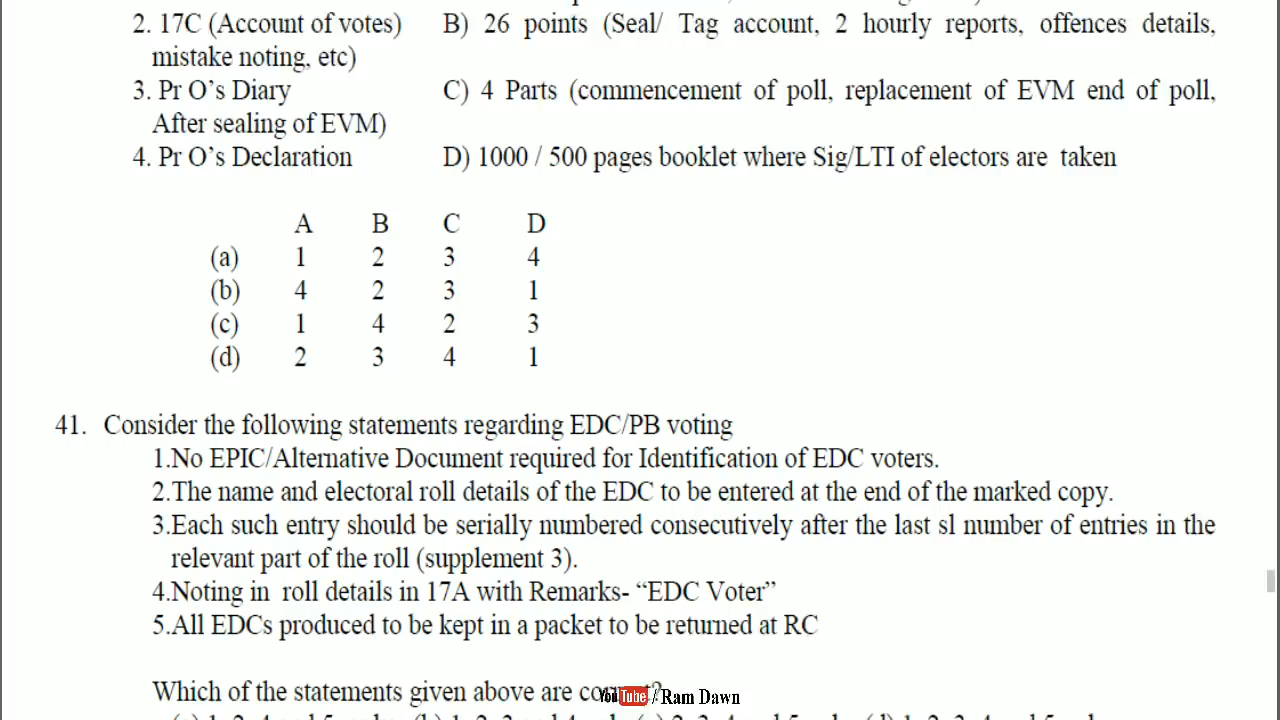 2. 17C (Account of votes) B) 26 points (Seal/ Tag account, 2 hourly reports, offences details,
mistake noting, etc)
3. Pr O's Diary C) 4 Parts (commencement of poll, replacement of EVM end of poll,
After sealing of EVM)
4. Pr O's Declaration D) 1000 / 500 pages booklet where Sig/LTI of electors are taken
A B C D
(a) 1 2 3 4
(b) 4 2 3 1
(c) 1 4 2 3
(d) 2 3 4 1
41. Consider the following statements regarding EDC/PB voting
1.No EPIC/Alternative Document required for Identification of EDC voters.
2.The name and electoral roll details of the EDC to be entered at the end of the marked copy.
3.Each such entry should be serially numbered consecutively after the last sl number of entries in the
relevant part of the roll (supplement 3).
4.Noting in roll details in 17A with Remarks- “EDC Voter”
5.All EDCs produced to be kept in a packet to be returned at RC
Which of the statements given above are
YouTube / Ram Dawn